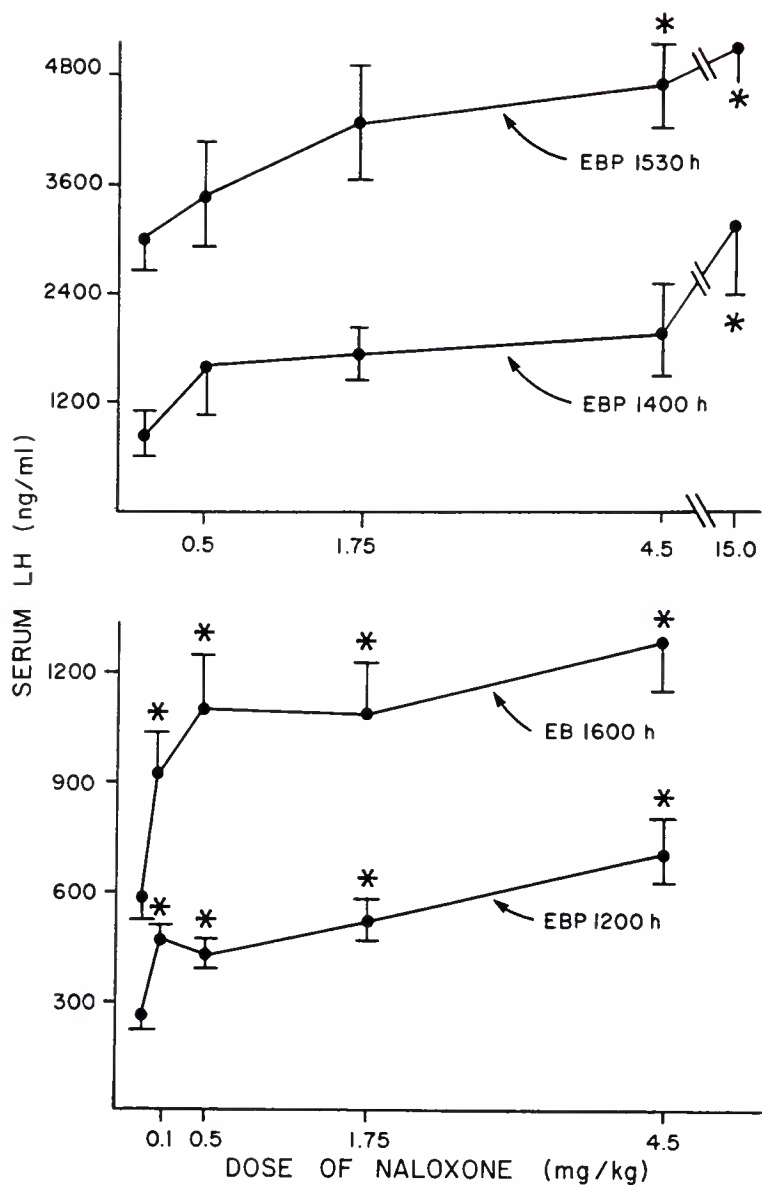 4800
3600
2400
1200
*
*
EBP 1530 h
*
EBP 1400 h
0.5 1.75 4.5 15.0
SERUM LH (ng/ml)
1200
900
600
300
* * * *
EB 1600 h
* * * *
EBP 1200 h
0.1 0.5 1.75 4.5
DOSE OF NALOXONE (mg/kg)